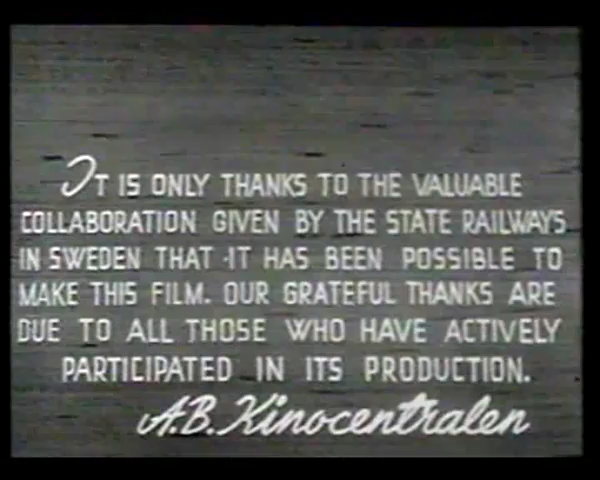 IT IS ONLY THANKS TO THE VALUABLE
COLLABORATION GIVEN BY THE STATE RAILWAYS
IN SWEDEN THAT IT HAS BEEN POSSIBLE TO
MAKE THIS FILM. OUR GRATEFUL THANKS ARE
DUE TO ALL THOSE WHO HAVE ACTIVELY
PARTICIPATED IN ITS PRODUCTION.
A.B. Kinocentralen